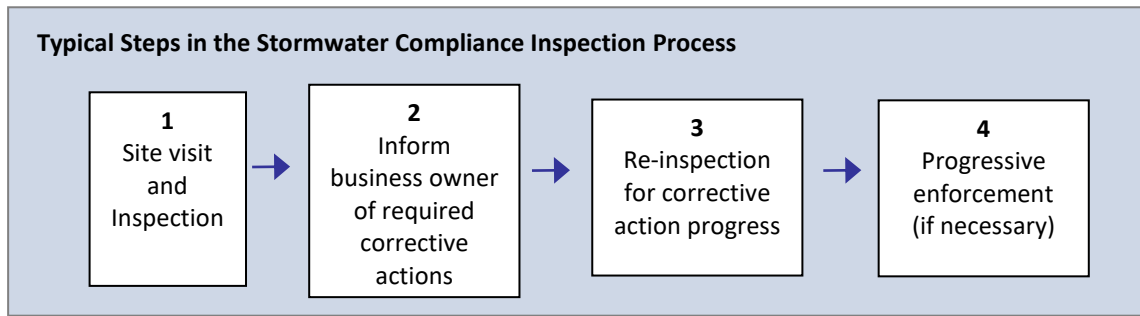 Typical Steps in the Stormwater Compliance Inspection Process
1
Site visit
and
Inspection
2
Inform
business owner
of required
corrective
actions
3
Re-inspection
for corrective
action progress
4
Progressive
enforcement
(if necessary)